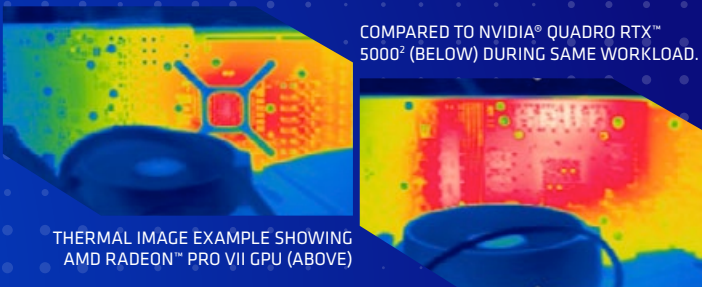 COMPARED TO NVIDIA® QUADRO RTX™
5000² (BELOW) DURING SAME WORKLOAD.
THERMAL IMAGE EXAMPLE SHOWING
AMD RADEON™ PRO VII GPU (ABOVE)